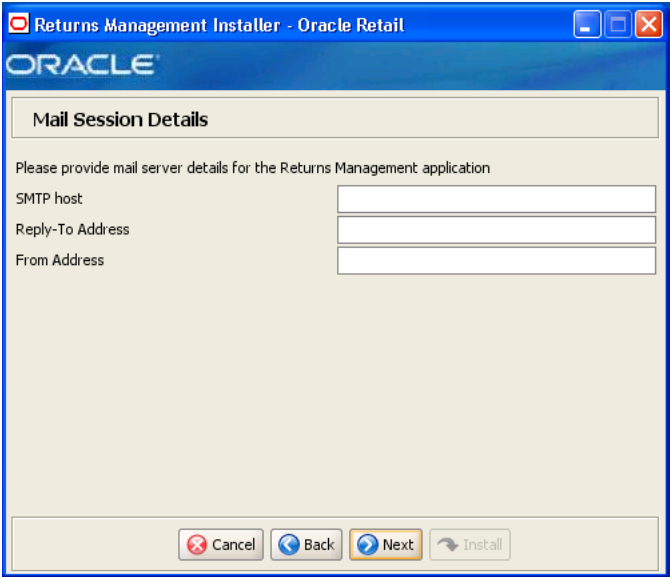 Returns Management Installer - Oracle Retail
ORACLE
Mail Session Details
Please provide mail server details for the Returns Management application
SMTP host
Reply-To Address
From Address
Cancel Back Next Install